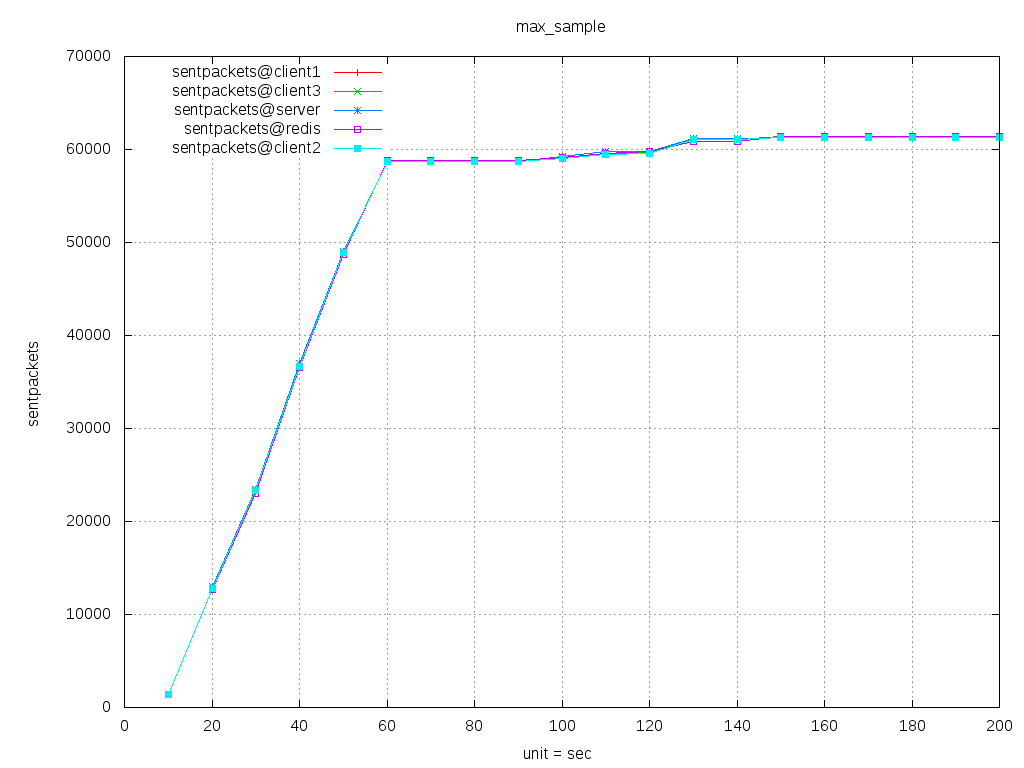 max_sample
70000
60000
50000
40000
30000
20000
10000
0
sentpackets@client1
sentpackets@client3
sentpackets@server
sentpackets@redis
sentpackets@client2
sentpackets
0 20 40 60 80 100 120 140 160 180 200
unit = sec